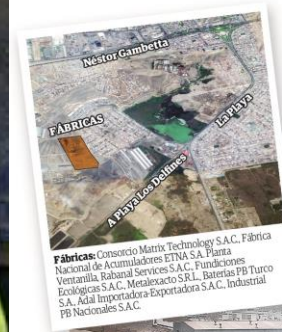 Néstor Gambetta
FÁBRICAS
La Playa
A Playa Los Delfines
Fábricas: Consorcio Matrix Technology S.A.C., Fábrica
Nacional de Acumuladores ETNA S.A. Planta
Ventanilla, Rabanal Services S.A.C., Fundiciones
Ecológicas S.A.C., Metalexacto S.R.L., Baterías PB Turco
S.A., Adal Importadora-Exportadora S.A.C., Industrial
PB Nacionales S.A.C.